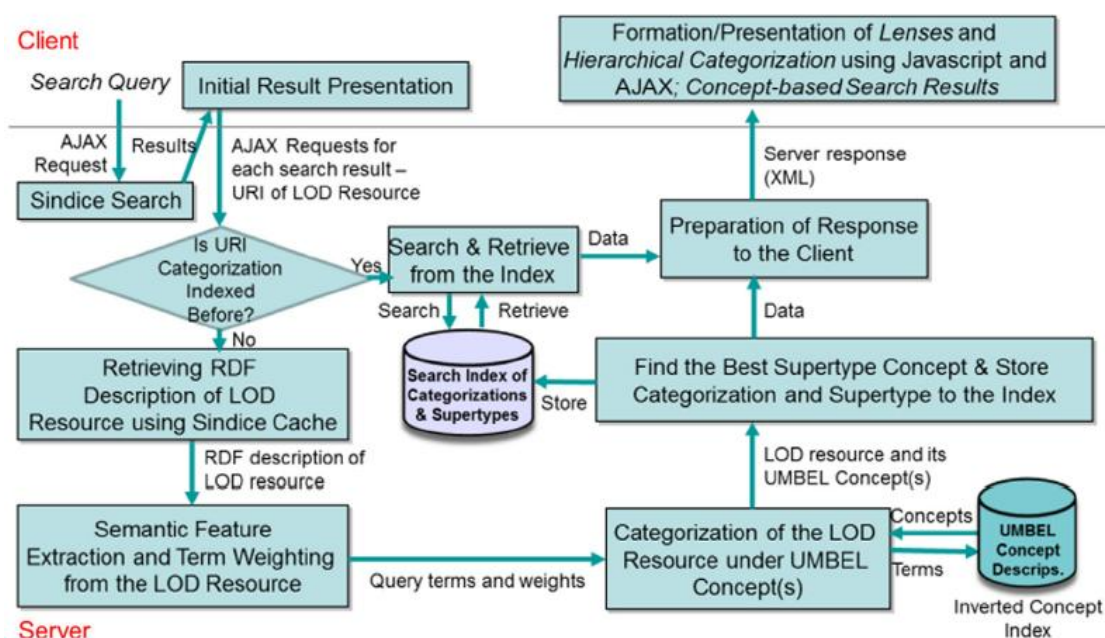 Client
Search Query
Initial Result Presentation
Formation/Presentation of Lenses and
Hierarchical Categorization using Javascript and
AJAX; Concept-based Search Results
AJAX
Request
Results
Sindice Search
AJAX Requests for
each search result –
URI of LOD Resource
Server response
(XML)
Is URI
Categorization
Indexed
Before?
Yes
Search & Retrieve
from the Index
Data
Preparation of Response
to the Client
Search
Retrieve
Data
No
Retrieving RDF
Description of LOD
Resource using Sindice Cache
Search Index of
Categorizations
& Supertypes
Store
Find the Best Supertype Concept & Store
Categorization and Supertype to the Index
RDF description of
LOD resource
LOD resource and its
UMBEL Concept(s)
Semantic Feature
Extraction and Term Weighting
from the LOD Resource
Query terms and weights
Categorization of the LOD
Resource under UMBEL
Concept(s)
Concepts
Terms
UMBEL
Concept
Descrips.
Inverted Concept
Index
Server